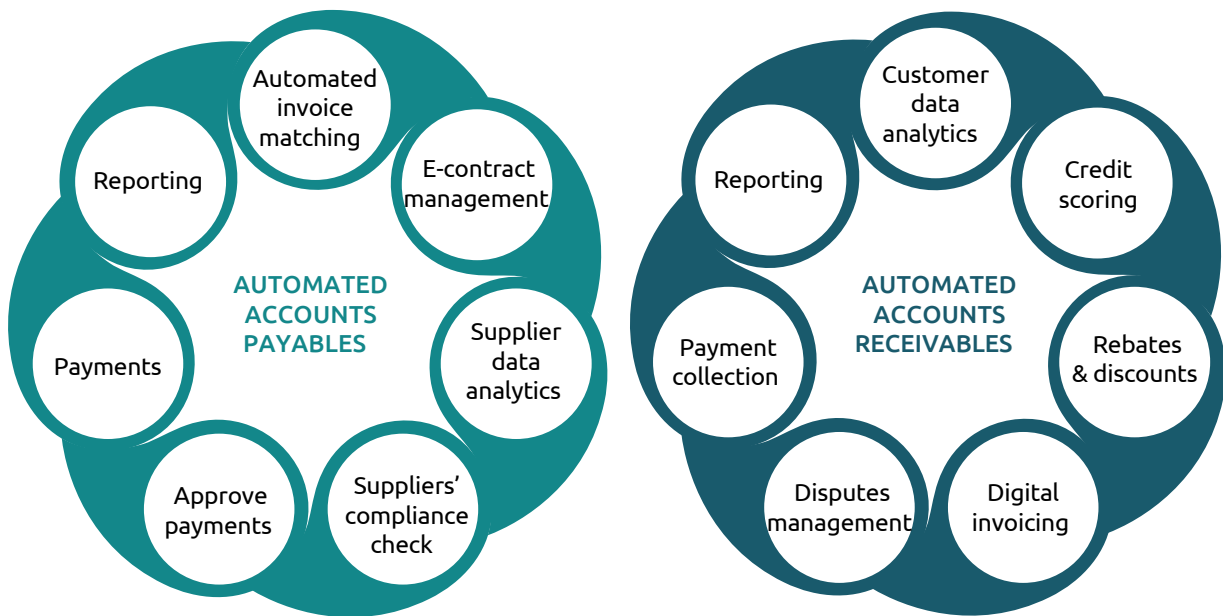 Automated
invoice
matching
E-contract
management
Supplier
data
analytics
Suppliers’
compliance
check
Approve
payments
Payments
Reporting
AUTOMATED
ACCOUNTS
PAYABLES
Customer
data
analytics
Credit
scoring
Rebates
& discounts
Digital
invoicing
Disputes
management
Payment
collection
Reporting
AUTOMATED
ACCOUNTS
RECEIVABLES